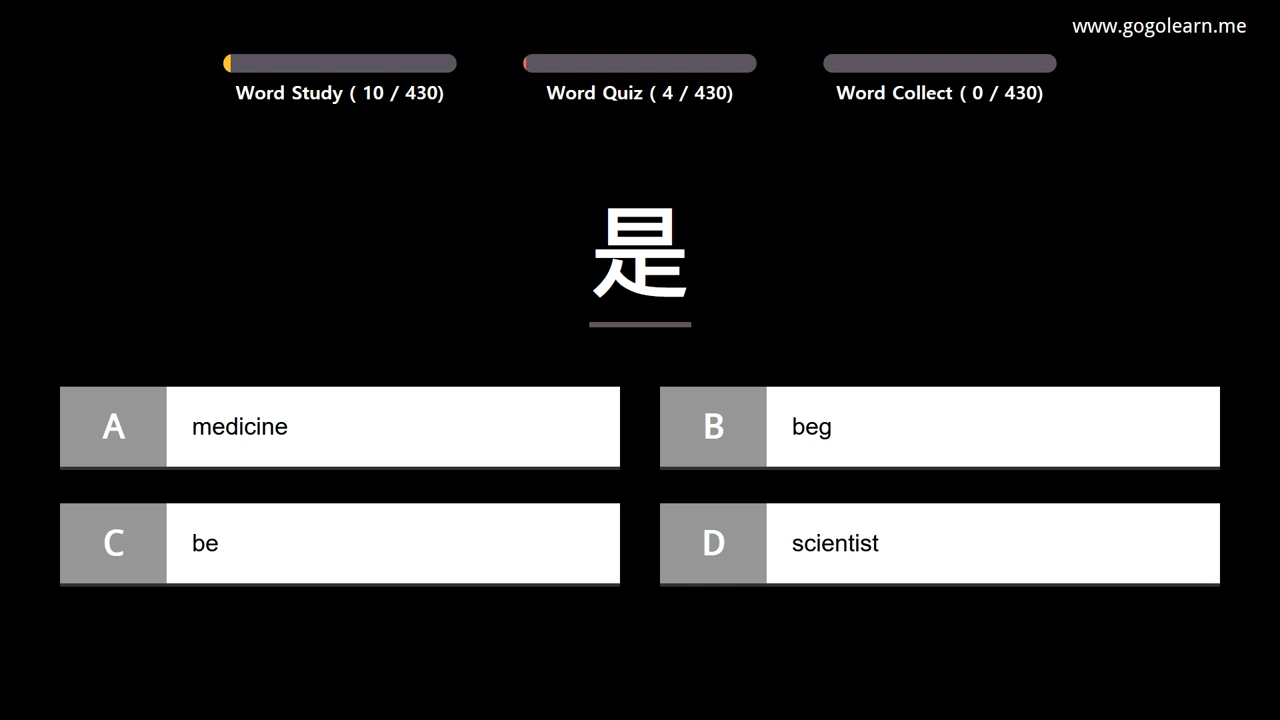 www.gogolearn.me
Word Study ( 10 / 430)
Word Quiz ( 4 / 430)
Word Collect ( 0 / 430)
是
A medicine
B beg
C be
D scientist